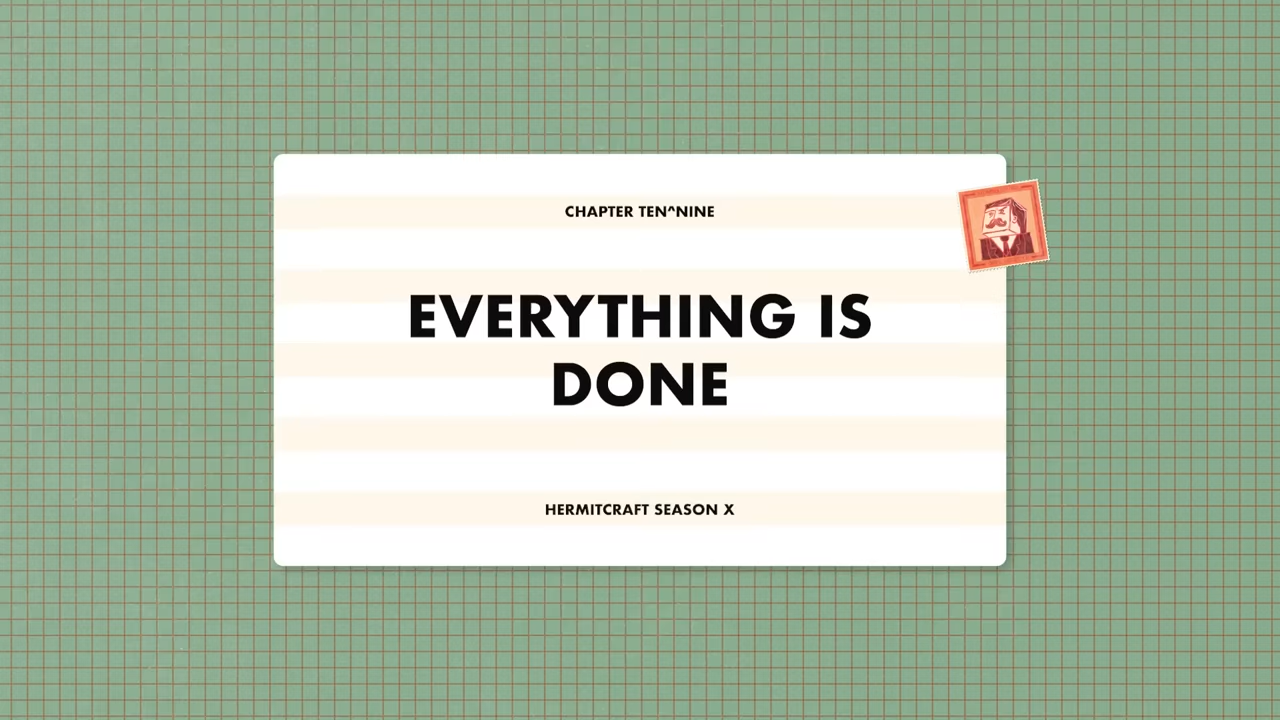 CHAPTER TEN^NINE
EVERYTHING IS
DONE
HERMITCRAFT SEASON X